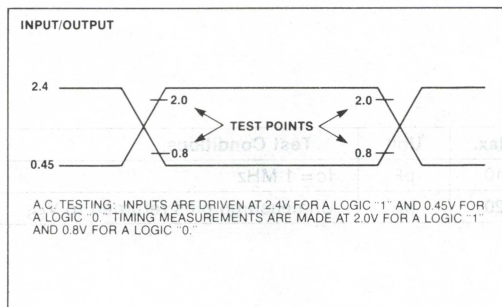 INPUT/OUTPUT
2.4
2.0
2.0
TEST POINTS
0.8
0.8
0.45
A.C. TESTING: INPUTS ARE DRIVEN AT 2.4V FOR A LOGIC "1" AND 0.45V FOR
A LOGIC "0." TIMING MEASUREMENTS ARE MADE AT 2.0V FOR A LOGIC "1"
AND 0.8V FOR A LOGIC "0."